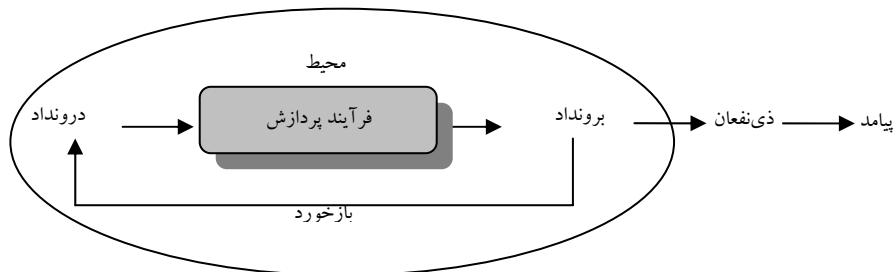 محیط
درونداد
فرآیند پردازش
برونداد
ذی‌نفعان
پیامد
بازخورد